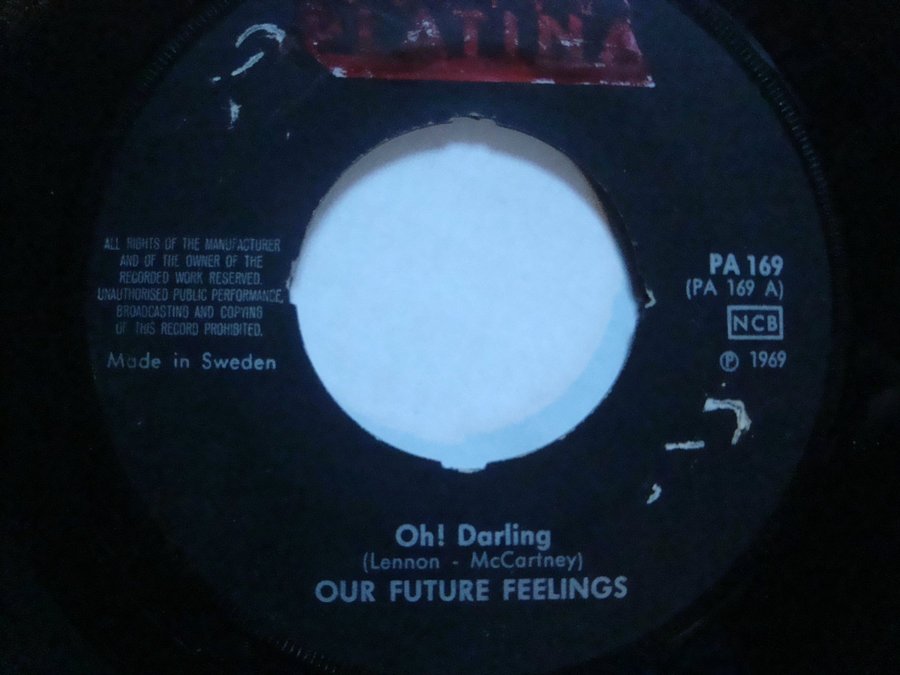 PLATINA
ALL RIGHTS OF THE MANUFACTURER
AND OF THE OWNER OF THE
RECORDED WORK RESERVED.
UNAUTHORISED PUBLIC PERFORMANCE,
BROADCASTING AND COPYING
OF THIS RECORD PROHIBITED.
Made in Sweden
PA 169
(PA 169 A)
NCB
℗ 1969
Oh! Darling
(Lennon - McCartney)
OUR FUTURE FEELINGS